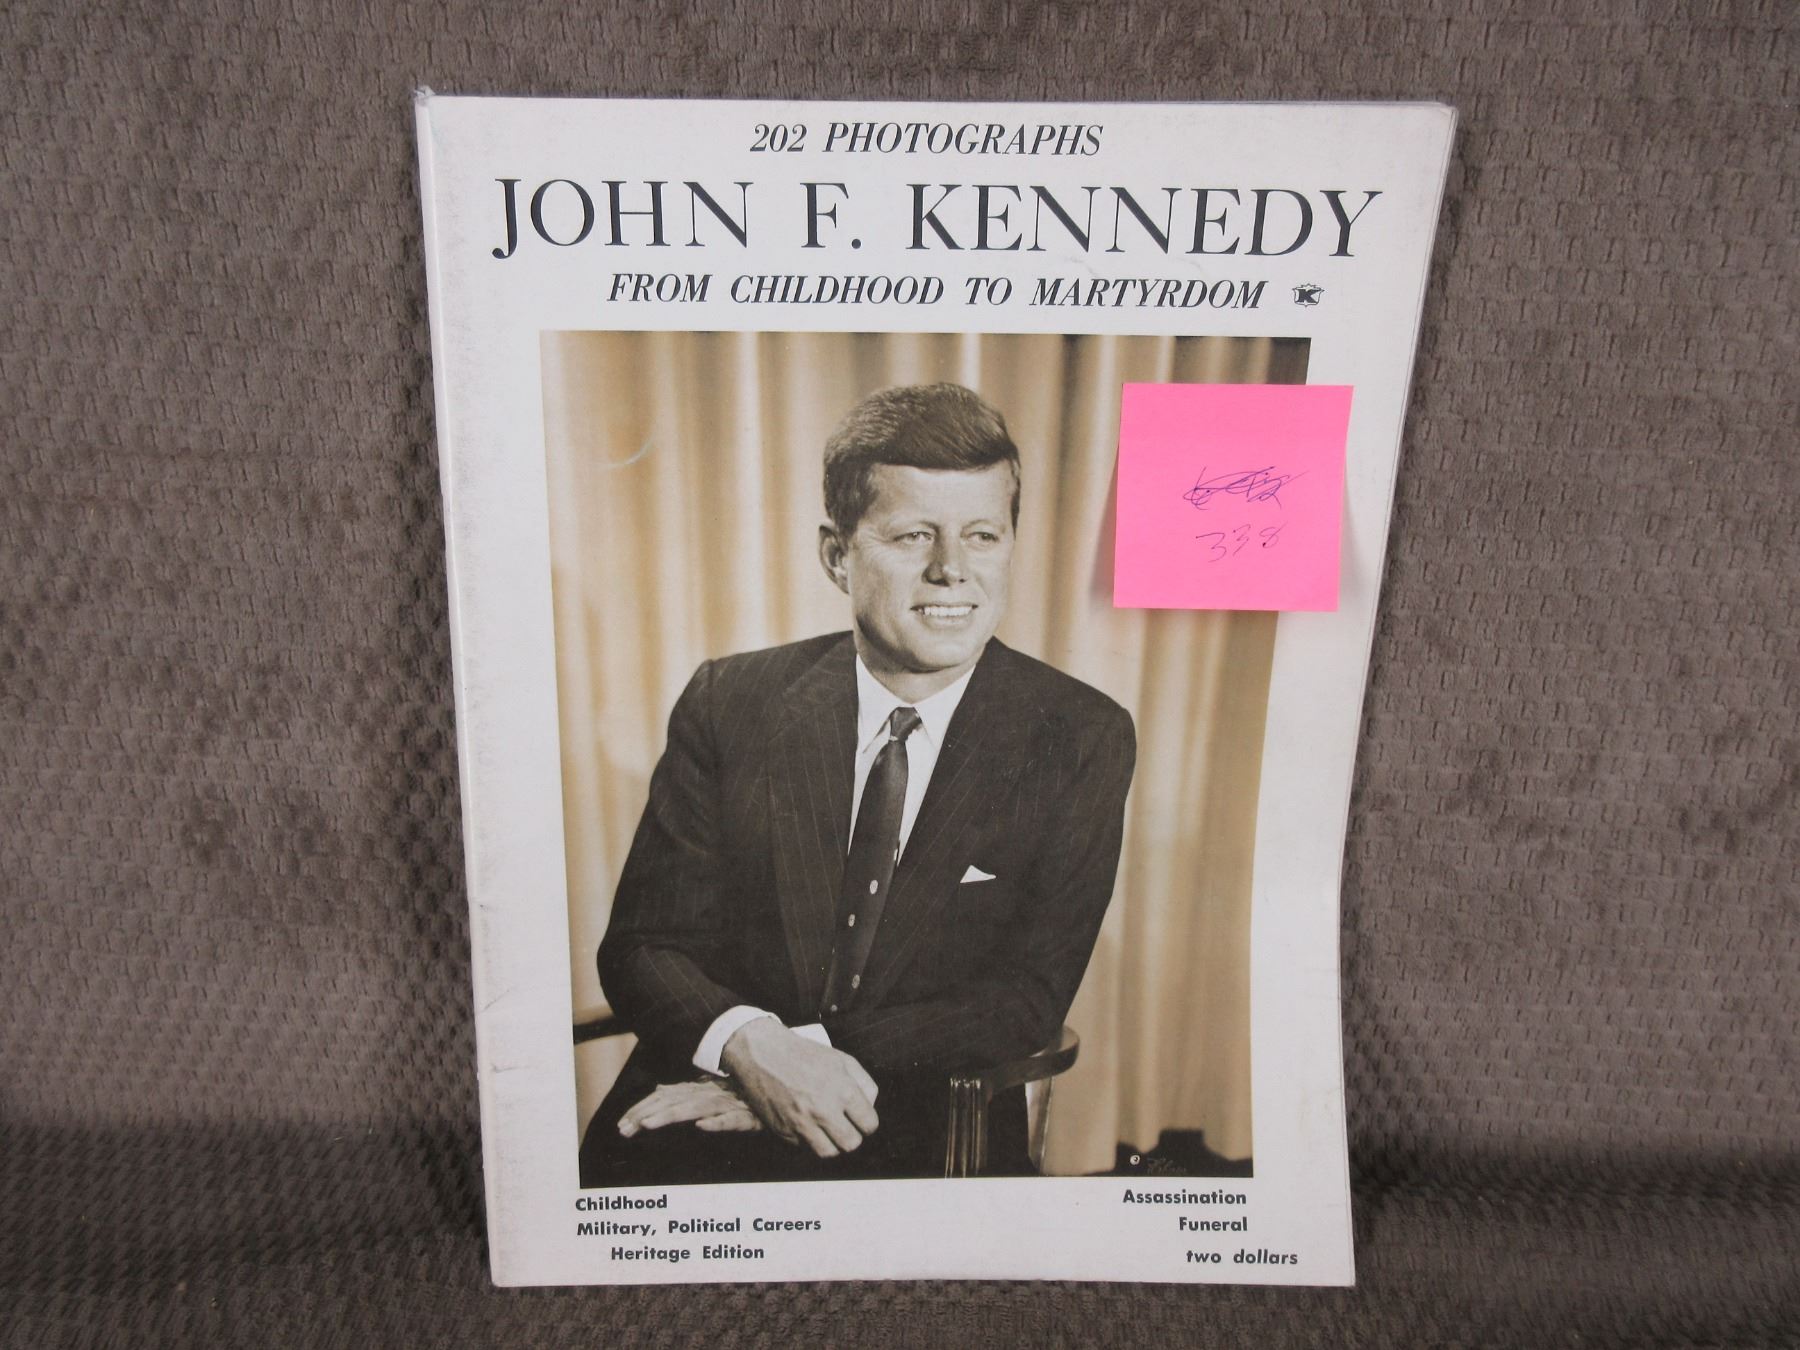 202 PHOTOGRAPHS
JOHN F. KENNEDY
FROM CHILDHOOD TO MARTYRDOM K
338
Childhood
Military, Political Careers
Heritage Edition
Assassination
Funeral
two dollars